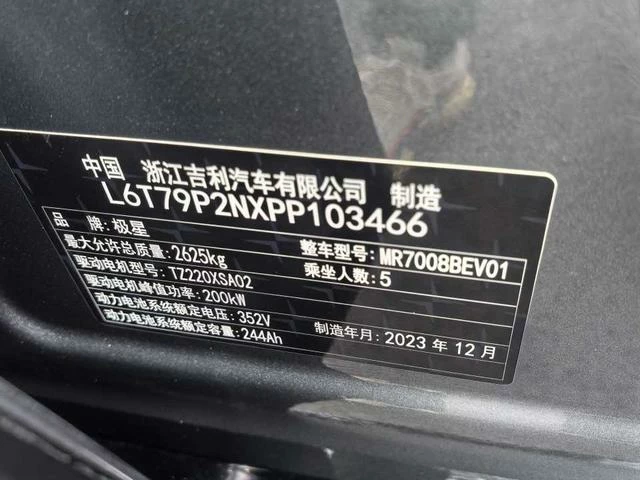 中国 浙江吉利汽车有限公司 制造
L6T79P2NXPP103466
品 牌:极星
最大允许总质量:2625kg 整车型号:MR7008BEV01
驱动电机型号:TZ220XSA02 乘坐人数:5
驱动电机峰值功率:200kW
动力电池系统额定电压:352V 制造年月:2023 年 12 月
动力电池系统额定容量:244Ah